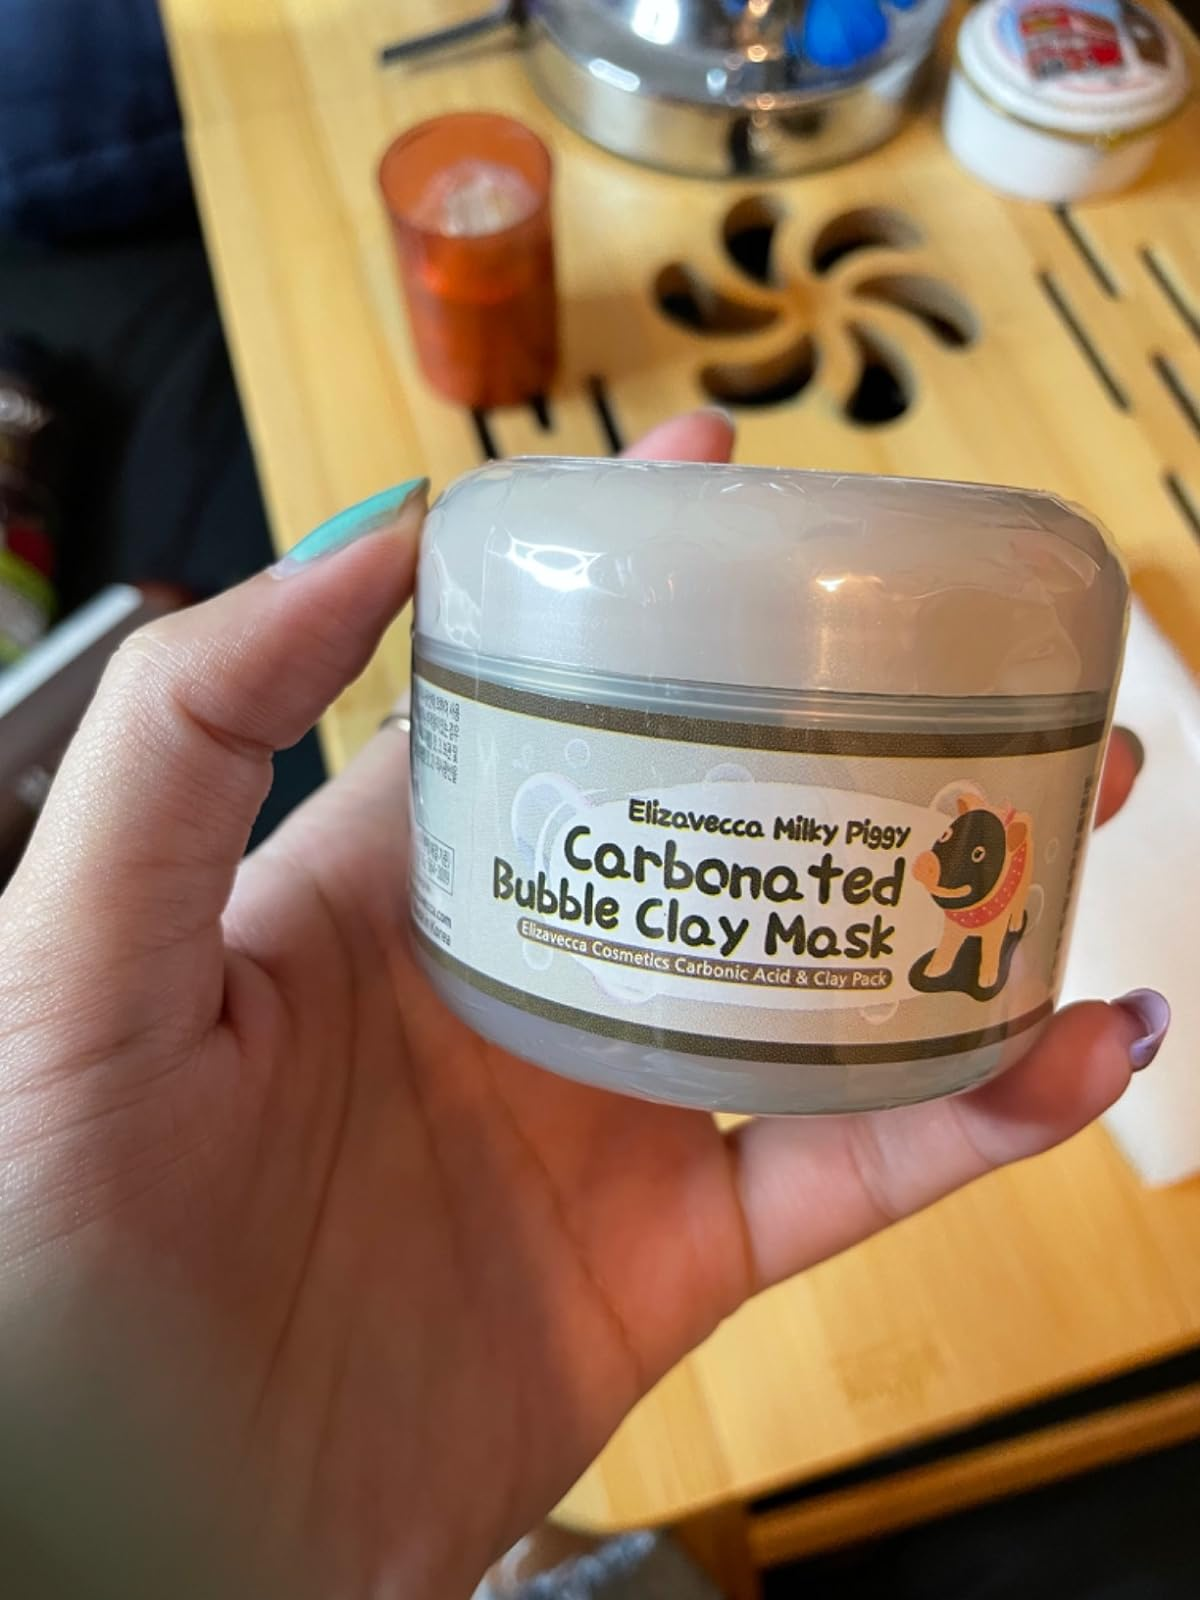 Elizavecca Milky Piggy
Carbonated
Bubble Clay Mask
Elizavecca Cosmetics Carbonic Acid & Clay Pack